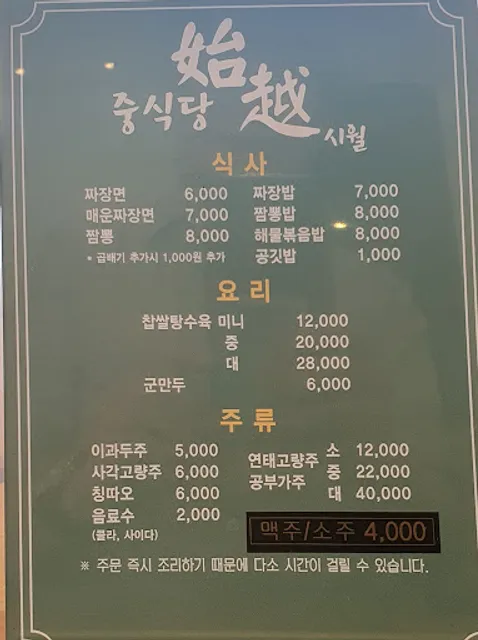 始越
중식당
시월
식사
짜장면 6,000 짜장밥 7,000
매운짜장면 7,000 짬뽕밥 8,000
짬뽕 8,000 해물볶음밥 8,000
* 곱배기 추가시 1,000원 추가 공깃밥 1,000
요리
찹쌀탕수육 미니 12,000
중 20,000
대 28,000
군만두 6,000
주류
이과두주 5,000 연태고량주 소 12,000
사각고량주 6,000 공부가주 중 22,000
칭따오 6,000 대 40,000
음료수 2,000
(콜라, 사이다)
맥주/소주 4,000
※ 주문 즉시 조리하기 때문에 다소 시간이 걸릴 수 있습니다.